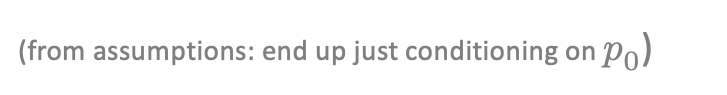 (from assumptions: end up just conditioning on p₀)